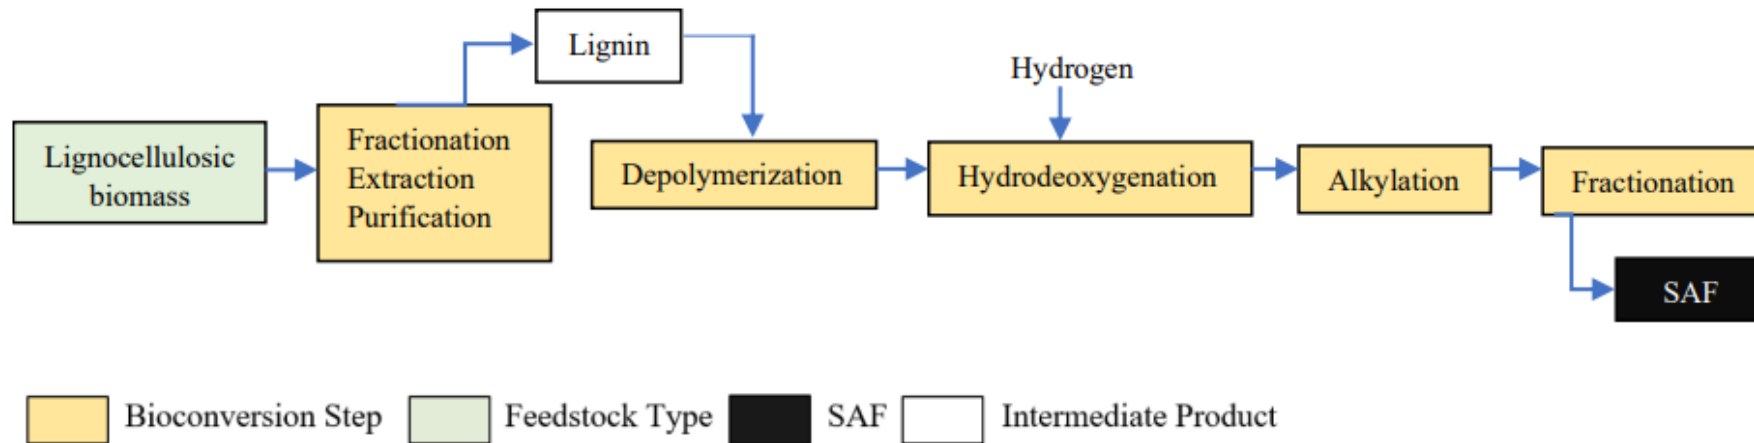 Lignocellulosic
biomass
Fractionation
Extraction
Purification
Lignin
Depolymerization
Hydrogen
Hydrodeoxygenation
Alkylation
Fractionation
SAF
Bioconversion Step
Feedstock Type
SAF
Intermediate Product